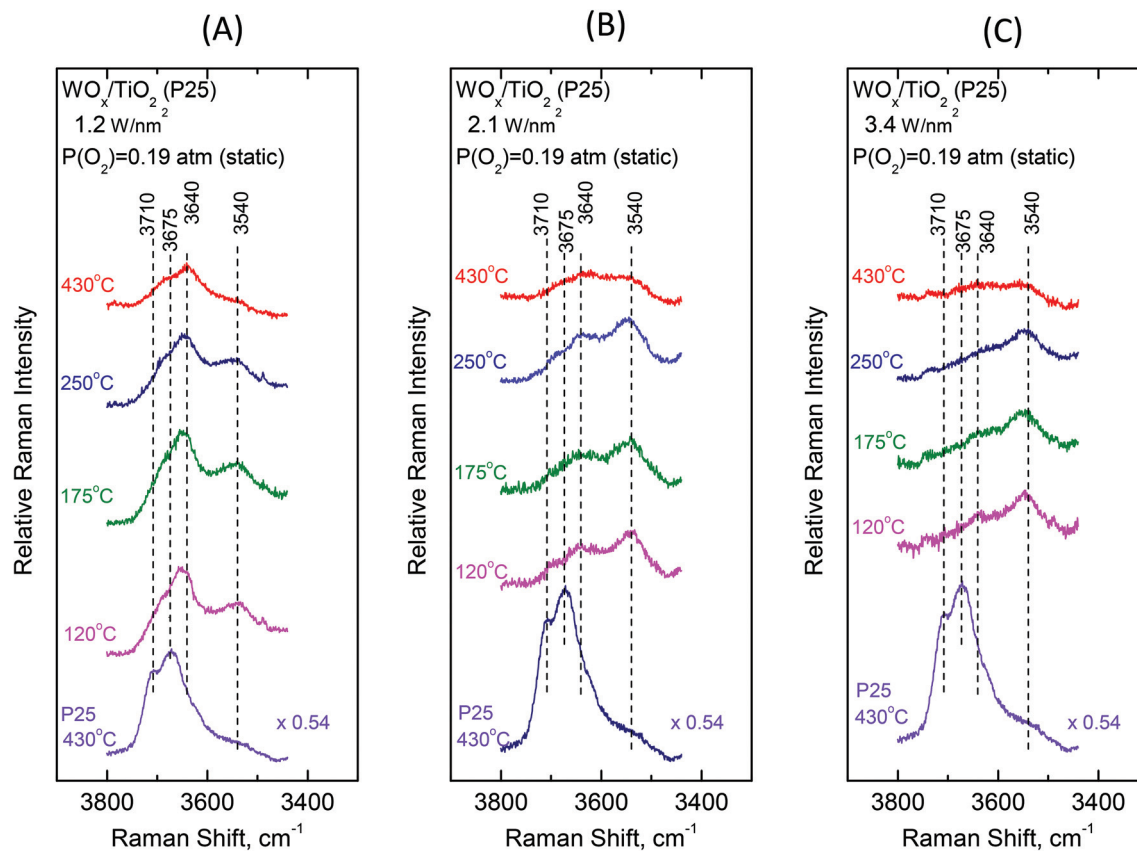 (A)
WOₓ/TiO₂ (P25)
1.2 W/nm²
P(O₂)=0.19 atm (static)
3710
3675
3640
3540
430°C
250°C
175°C
120°C
P25
430°C
x 0.54
Relative Raman Intensity
3800
3600
3400
Raman Shift, cm⁻¹
(B)
WOₓ/TiO₂ (P25)
2.1 W/nm²
P(O₂)=0.19 atm (static)
3710
3675
3640
3540
430°C
250°C
175°C
120°C
P25
430°C
x 0.54
Relative Raman Intensity
3800
3600
3400
Raman Shift, cm⁻¹
(C)
WOₓ/TiO₂ (P25)
3.4 W/nm²
P(O₂)=0.19 atm (static)
3710
3675
3640
3540
430°C
250°C
175°C
120°C
P25
430°C
x 0.54
Relative Raman Intensity
3800
3600
3400
Raman Shift, cm⁻¹